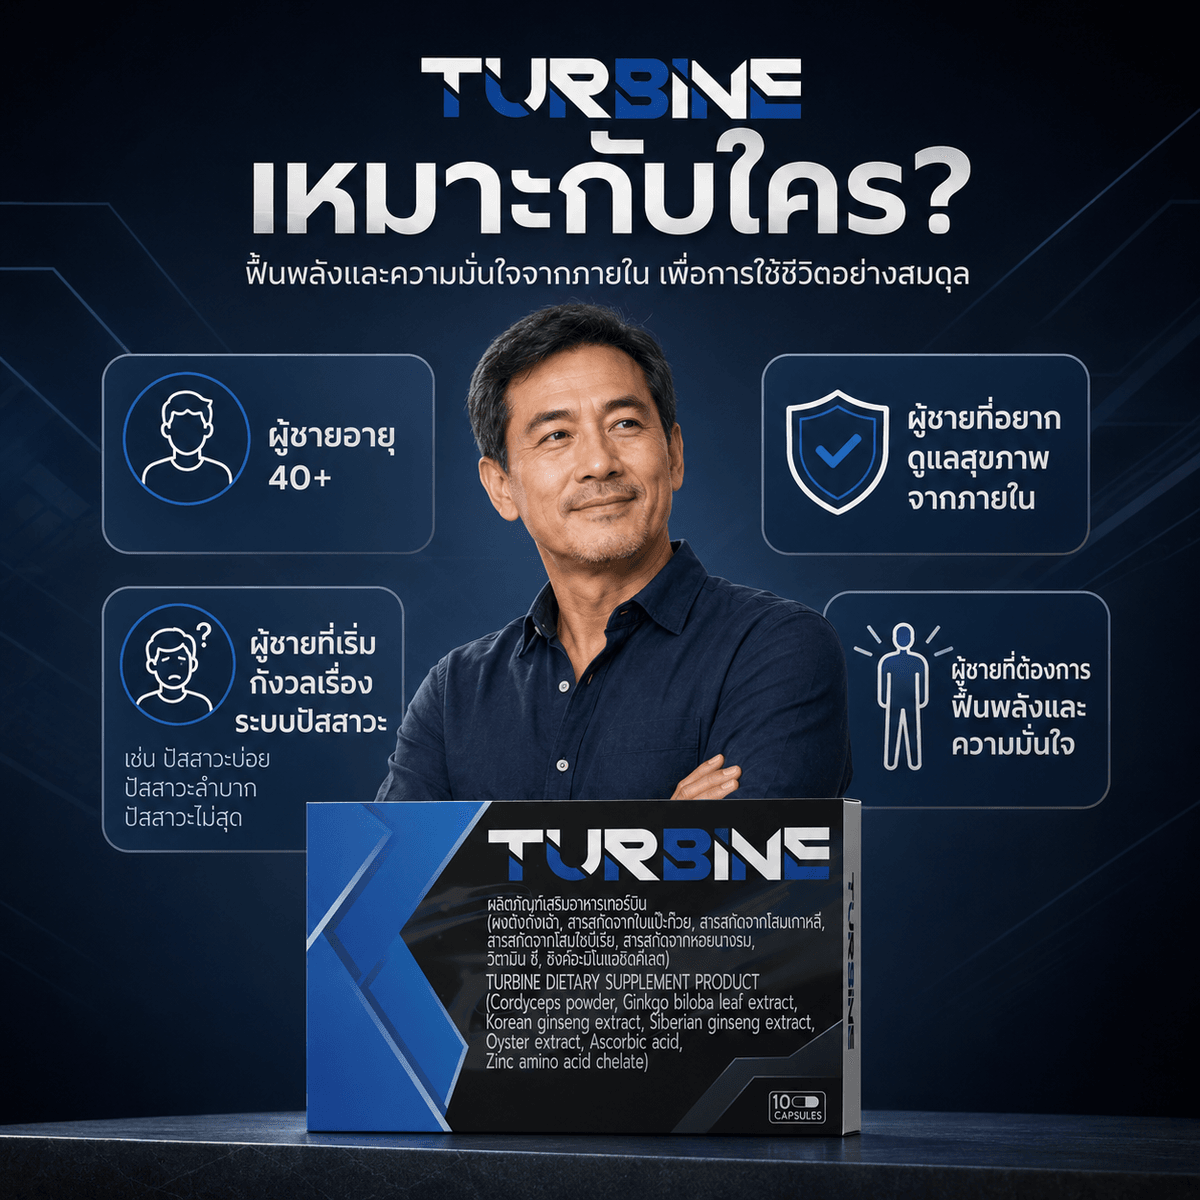 TURBINE
เหมาะกับใคร?
ฟื้นพลังและความมั่นใจจากภายใน เพื่อการใช้ชีวิตอย่างสมดุล
ผู้ชายอายุ
40+
ผู้ชายที่อยาก
ดูแลสุขภาพ
จากภายใน
?
ผู้ชายที่เริ่ม
กังวลเรื่อง
ระบบปัสสาวะ
เช่น ปัสสาวะบ่อย
ปัสสาวะลำบาก
ปัสสาวะไม่สุด
ผู้ชายที่ต้องการ
ฟื้นพลังและ
ความมั่นใจ
TURBINE
ผลิตภัณฑ์เสริมอาหารเทอร์บิน
(ผงตังถั่งเฉ้า, สารสกัดจากใบแป๊ะก๊วย, สารสกัดจากโสมเกาหลี,
สารสกัดจากโสมไซบีเรีย, สารสกัดจากหอยนางรม,
วิตามิน ซี, ซิงค์อะมิโนแอซิดคีเลต)
TURBINE DIETARY SUPPLEMENT PRODUCT
(Cordyceps powder, Ginkgo biloba leaf extract,
Korean ginseng extract, Siberian ginseng extract,
Oyster extract, Ascorbic acid,
Zinc amino acid chelate)
10
CAPSULES
TURBINE